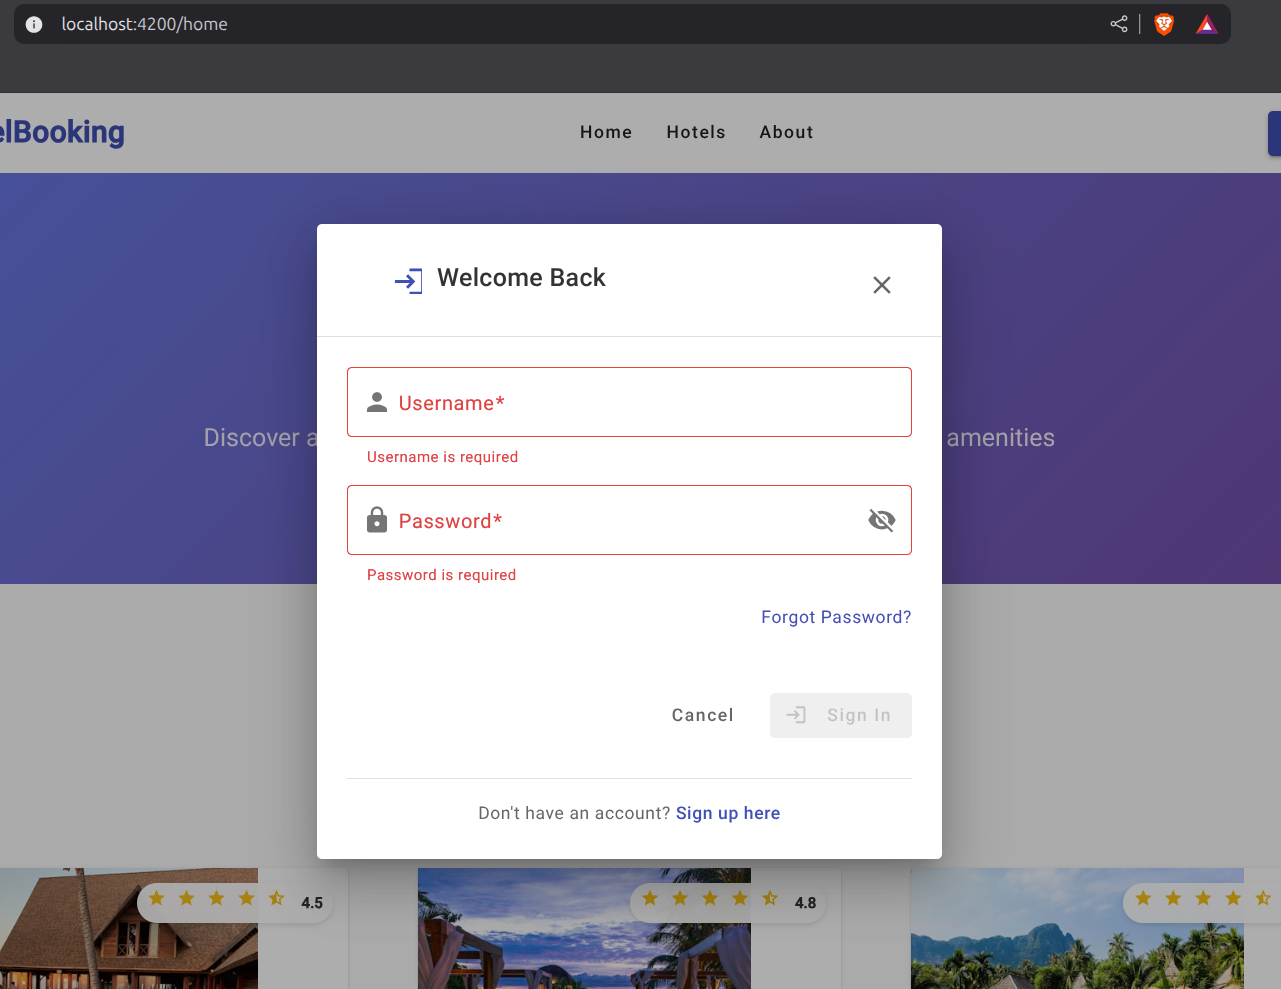 localhost:4200/home
elBooking
Home Hotels About
Welcome Back
Discover a
amenities
Username*
Username is required
Password*
Password is required
Forgot Password?
Cancel Sign In
Don't have an account? Sign up here
4.5 4.8